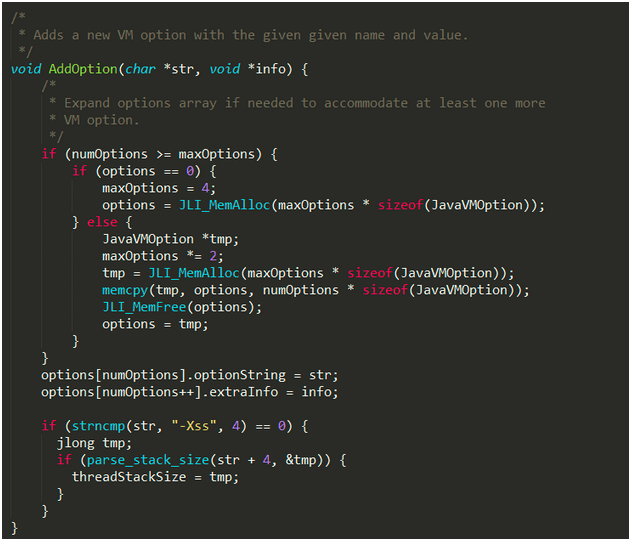 /*
 * Adds a new VM option with the given given name and value.
 */
void AddOption(char *str, void *info) {
    /*
     * Expand options array if needed to accommodate at least one more
     * VM option.
     */
    if (numOptions >= maxOptions) {
        if (options == 0) {
            maxOptions = 4;
            options = JLI_MemAlloc(maxOptions * sizeof(JavaVMOption));
        } else {
            JavaVMOption *tmp;
            maxOptions *= 2;
            tmp = JLI_MemAlloc(maxOptions * sizeof(JavaVMOption));
            memcpy(tmp, options, numOptions * sizeof(JavaVMOption));
            JLI_MemFree(options);
            options = tmp;
        }
    }
    options[numOptions].optionString = str;
    options[numOptions++].extraInfo = info;

    if (strncmp(str, "-Xss", 4) == 0) {
      jlong tmp;
      if (parse_stack_size(str + 4, &tmp)) {
        threadStackSize = tmp;
      }
    }
}